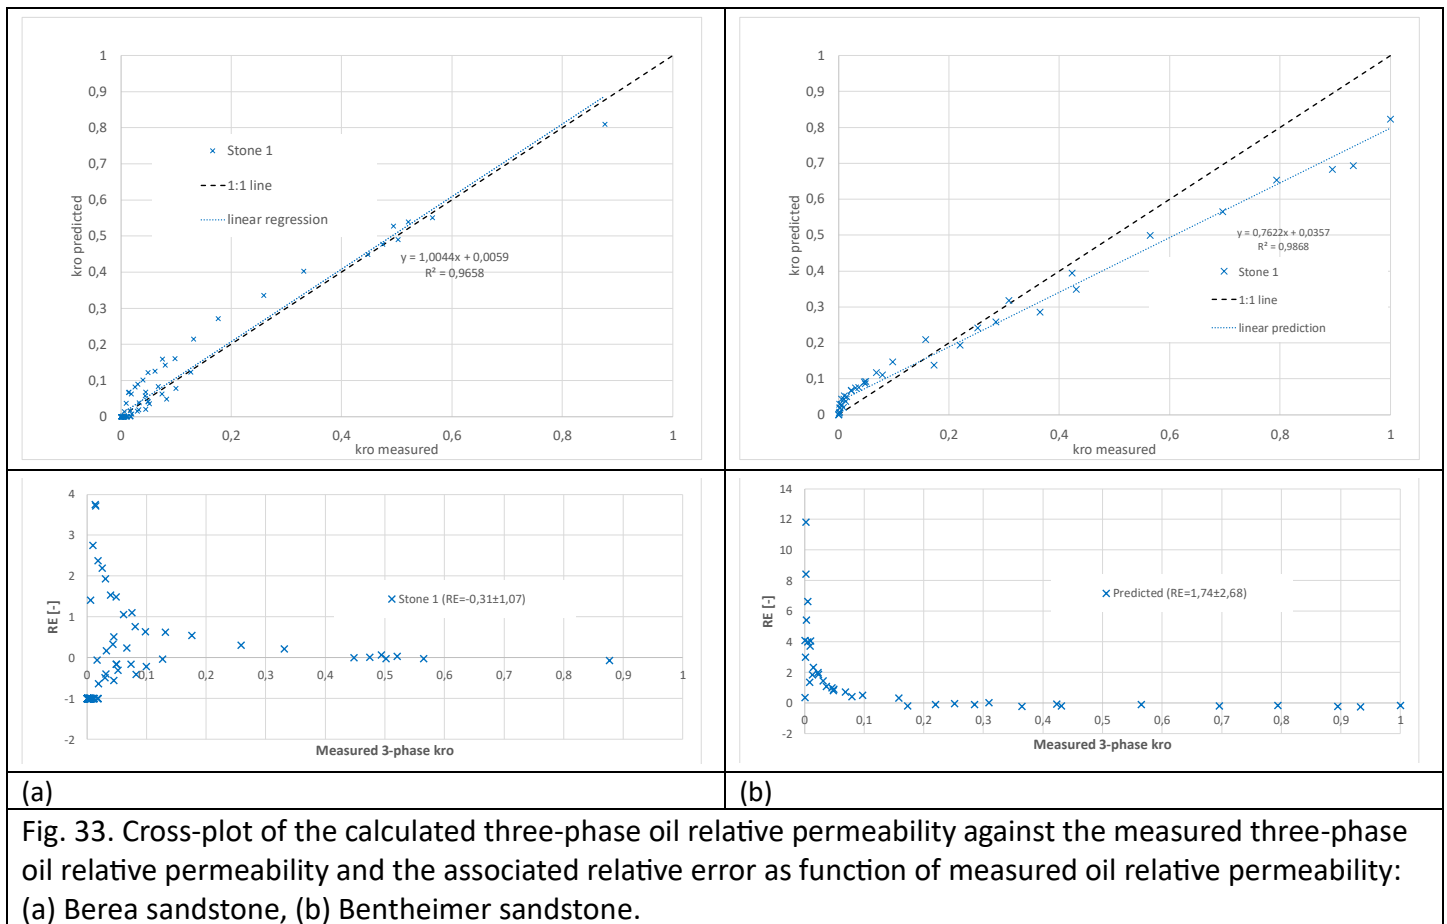 1
0,9
0,8
0,7
0,6
0,5
0,4
0,3
0,2
0,1
0
0
0,2
0,4
0,6
0,8
1
kro predicted
kro measured
Stone 1
1:1 line
linear regression
y = 1,0044x + 0,0059
R² = 0,9658
1
0,9
0,8
0,7
0,6
0,5
0,4
0,3
0,2
0,1
0
0
0,2
0,4
0,6
0,8
1
kro predicted
kro measured
y = 0,7622x + 0,0357
R² = 0,9868
Stone 1
1:1 line
linear prediction
4
3
2
1
0
-1
-2
0
0,1
0,2
0,3
0,4
0,5
0,6
0,7
0,8
0,9
1
RE [-]
Measured 3-phase kro
Stone 1 (RE=-0,31±1,07)
14
12
10
8
6
4
2
0
-2
0
0,1
0,2
0,3
0,4
0,5
0,6
0,7
0,8
0,9
1
RE [-]
Measured 3-phase kro
Predicted (RE=1,74±2,68)
(a)
(b)
Fig. 33. Cross-plot of the calculated three-phase oil relative permeability against the measured three-phase
oil relative permeability and the associated relative error as function of measured oil relative permeability:
(a) Berea sandstone, (b) Bentheimer sandstone.